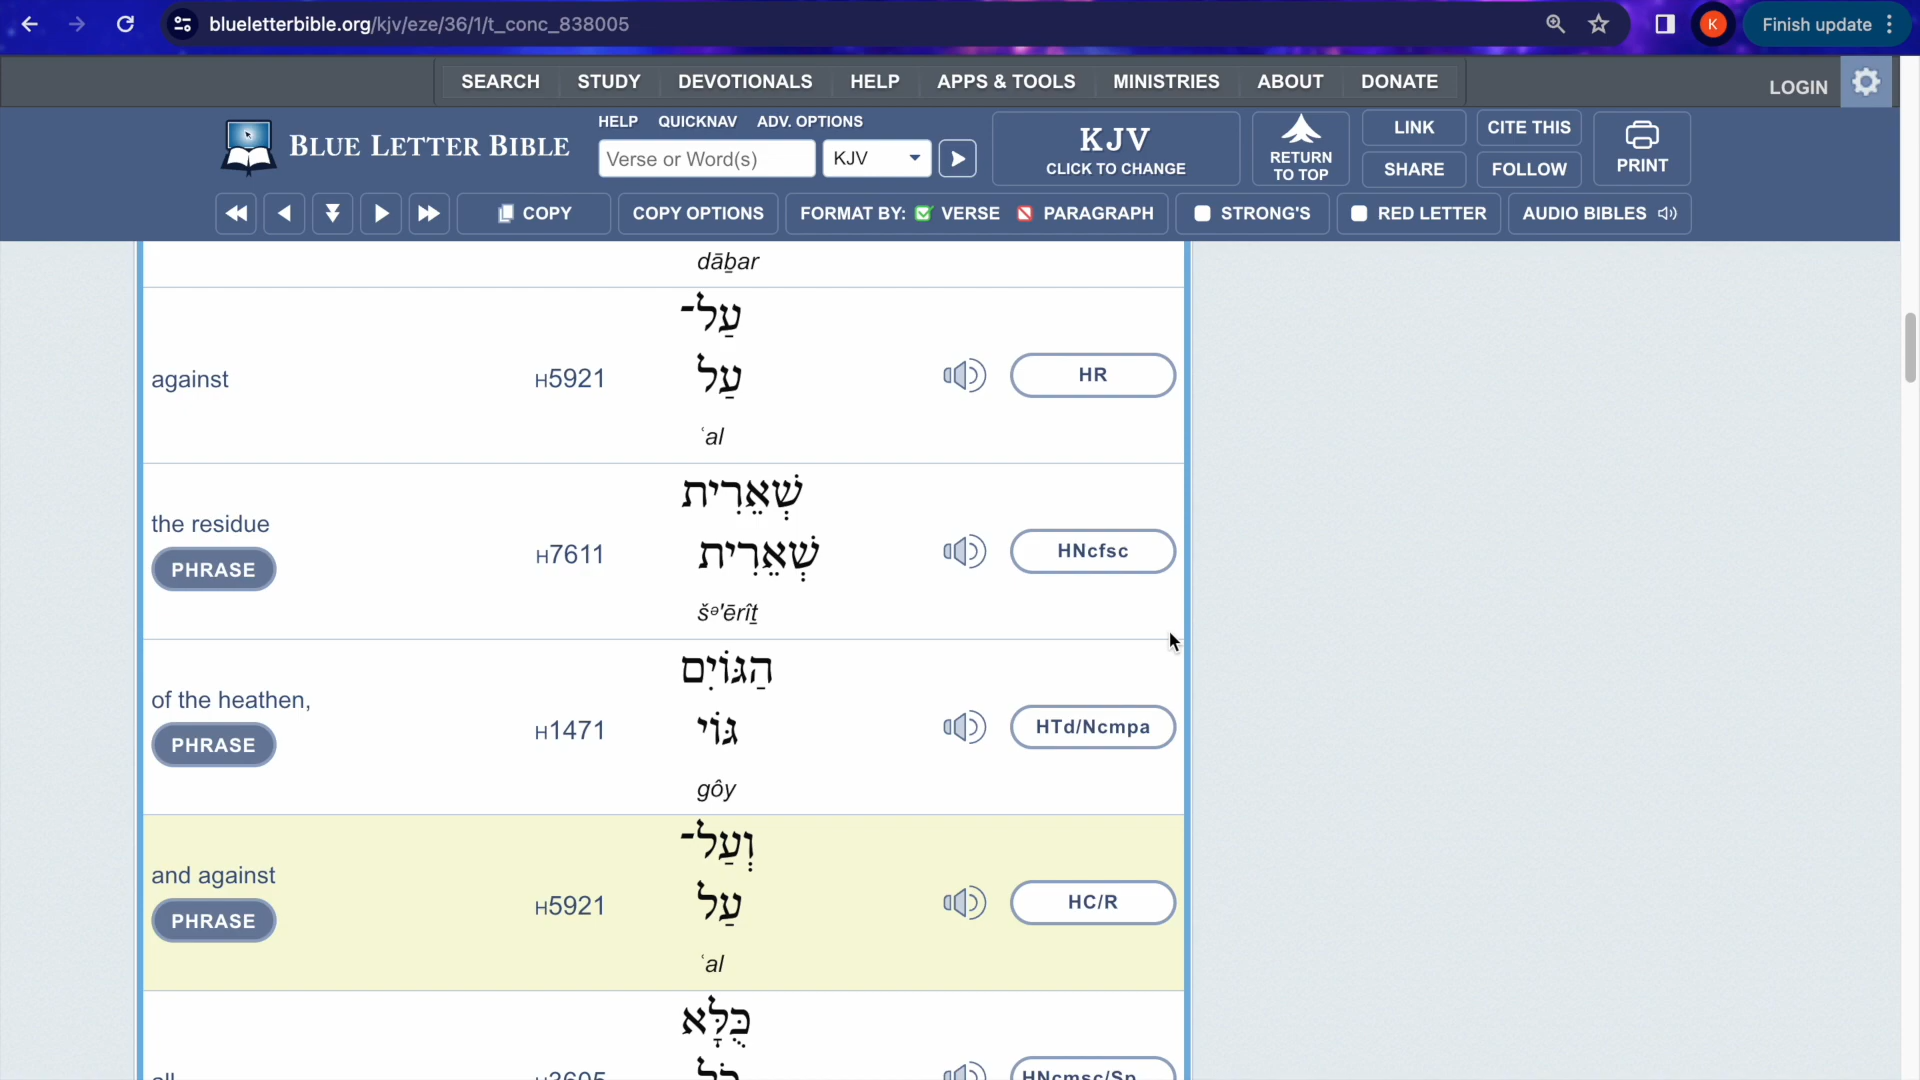 blueletterbible.org/kjv/eze/36/1/t_conc_838005
K
Finish update
SEARCH STUDY DEVOTIONALS HELP APPS & TOOLS MINISTRIES ABOUT DONATE
LOGIN
BLUE LETTER BIBLE
HELP QUICKNAV ADV. OPTIONS
Verse or Word(s)
KJV
KJV
CLICK TO CHANGE
RETURN
TO TOP
LINK
CITE THIS
SHARE
FOLLOW
PRINT
COPY
COPY OPTIONS
FORMAT BY: VERSE PARAGRAPH
STRONG'S
RED LETTER
AUDIO BIBLES
dāḇar
עַל־
against H5921 עַל HR
ʿal
שְׁאֵרִית
the residue H7611 שְׁאֵרִית HNcfsc
PHRASE
šᵊ'ērîṯ
הַגּוֹיִם
of the heathen, H1471 גּוֹי HTd/Ncmpa
PHRASE
gôy
וְעַל־
and against H5921 עַל HC/R
PHRASE
ʿal
כֻּלָּא
all H3605 כֹּל HNcmsc/Sp